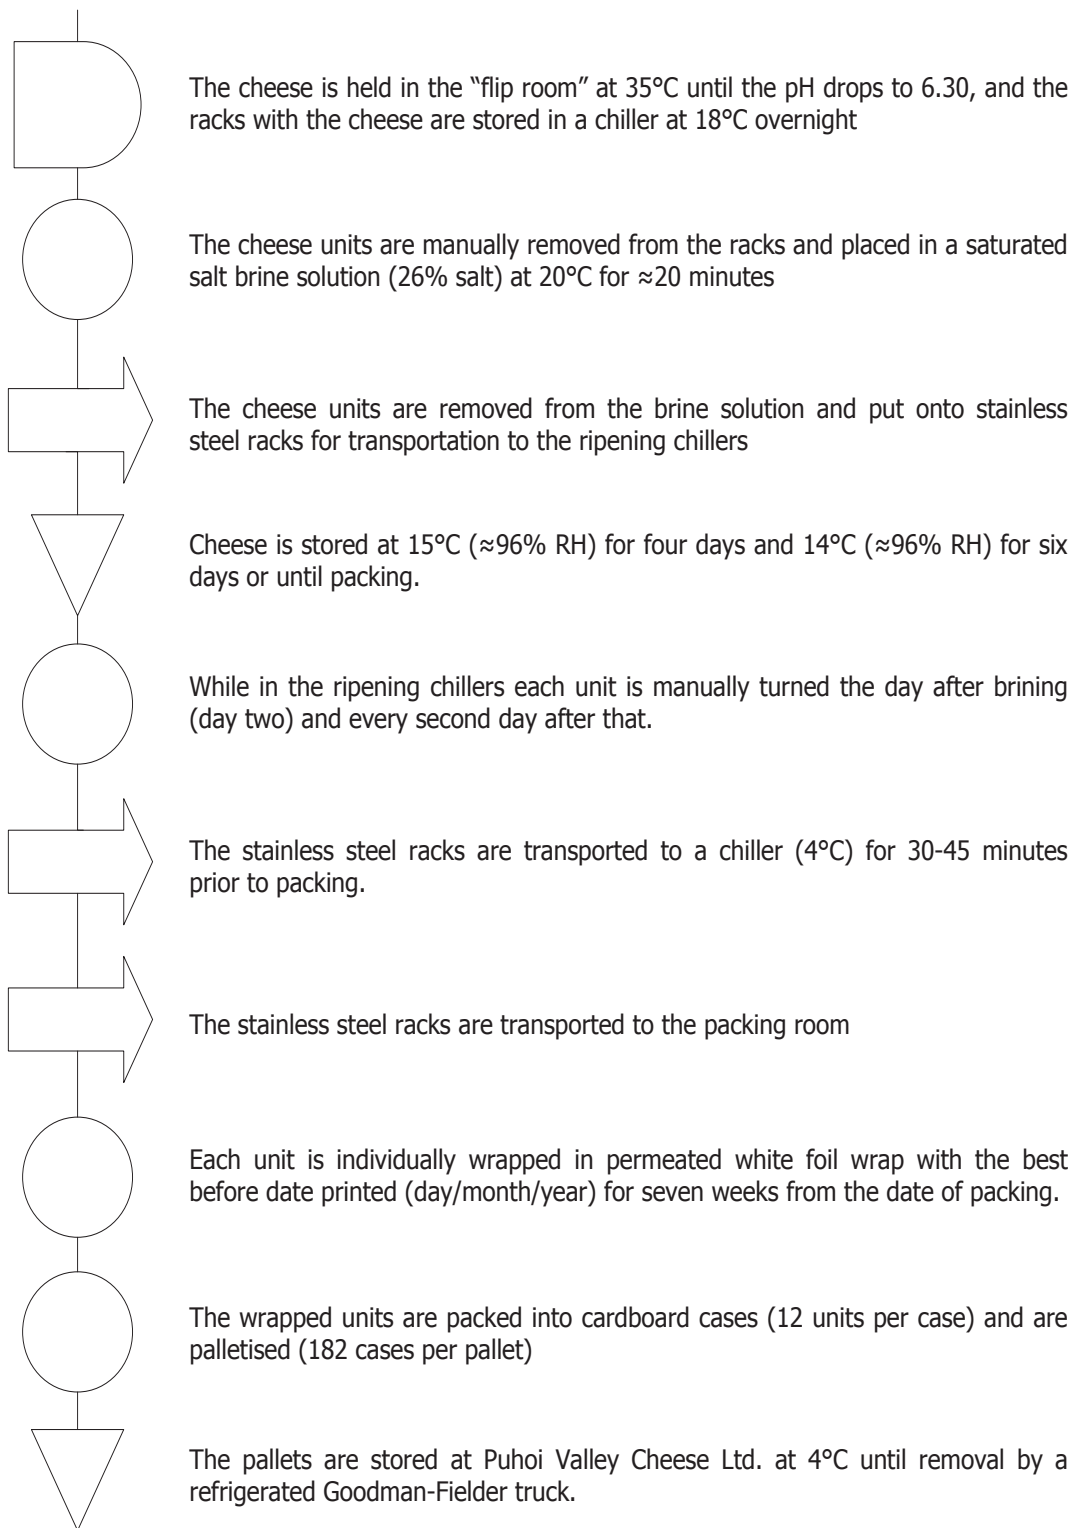 The cheese is held in the “flip room” at 35°C until the pH drops to 6.30, and the
racks with the cheese are stored in a chiller at 18°C overnight
The cheese units are manually removed from the racks and placed in a saturated
salt brine solution (26% salt) at 20°C for ≈20 minutes
The cheese units are removed from the brine solution and put onto stainless
steel racks for transportation to the ripening chillers
Cheese is stored at 15°C (≈96% RH) for four days and 14°C (≈96% RH) for six
days or until packing.
While in the ripening chillers each unit is manually turned the day after brining
(day two) and every second day after that.
The stainless steel racks are transported to a chiller (4°C) for 30-45 minutes
prior to packing.
The stainless steel racks are transported to the packing room
Each unit is individually wrapped in permeated white foil wrap with the best
before date printed (day/month/year) for seven weeks from the date of packing.
The wrapped units are packed into cardboard cases (12 units per case) and are
palletised (182 cases per pallet)
The pallets are stored at Puhoi Valley Cheese Ltd. at 4°C until removal by a
refrigerated Goodman-Fielder truck.